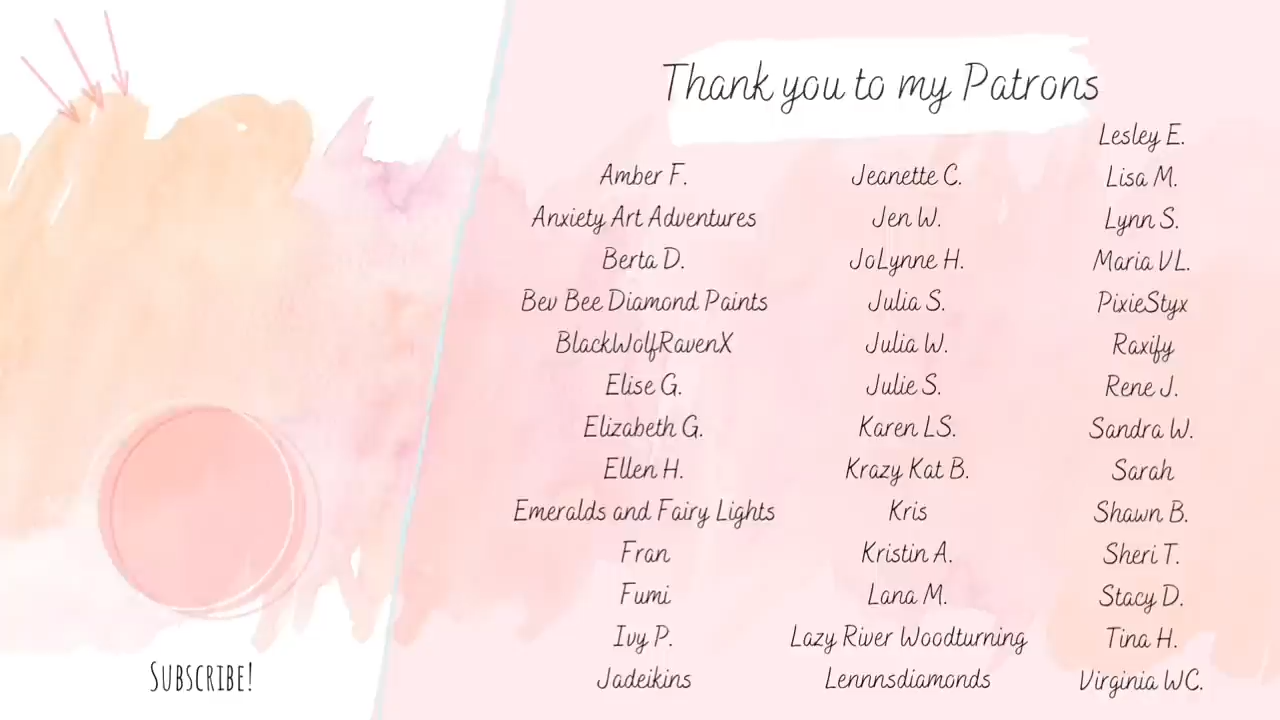 Thank you to my Patrons
Amber F.
Anxiety Art Adventures
Berta D.
Bev Bee Diamond Paints
BlackWolfRavenX
Elise G.
Elizabeth G.
Ellen H.
Emeralds and Fairy Lights
Fran
Fumi
Ivy P.
Jadeikins
Jeanette C.
Jen W.
JoLynne H.
Julia S.
Julia W.
Julie S.
Karen LS.
Krazy Kat B.
Kris
Kristin A.
Lana M.
Lazy River Woodturning
Lennnsdiamonds
Lesley E.
Lisa M.
Lynn S.
Maria VL.
PixieStyx
Raxify
Rene J.
Sandra W.
Sarah
Shawn B.
Sheri T.
Stacy D.
Tina H.
Virginia WC.
Subscribe!